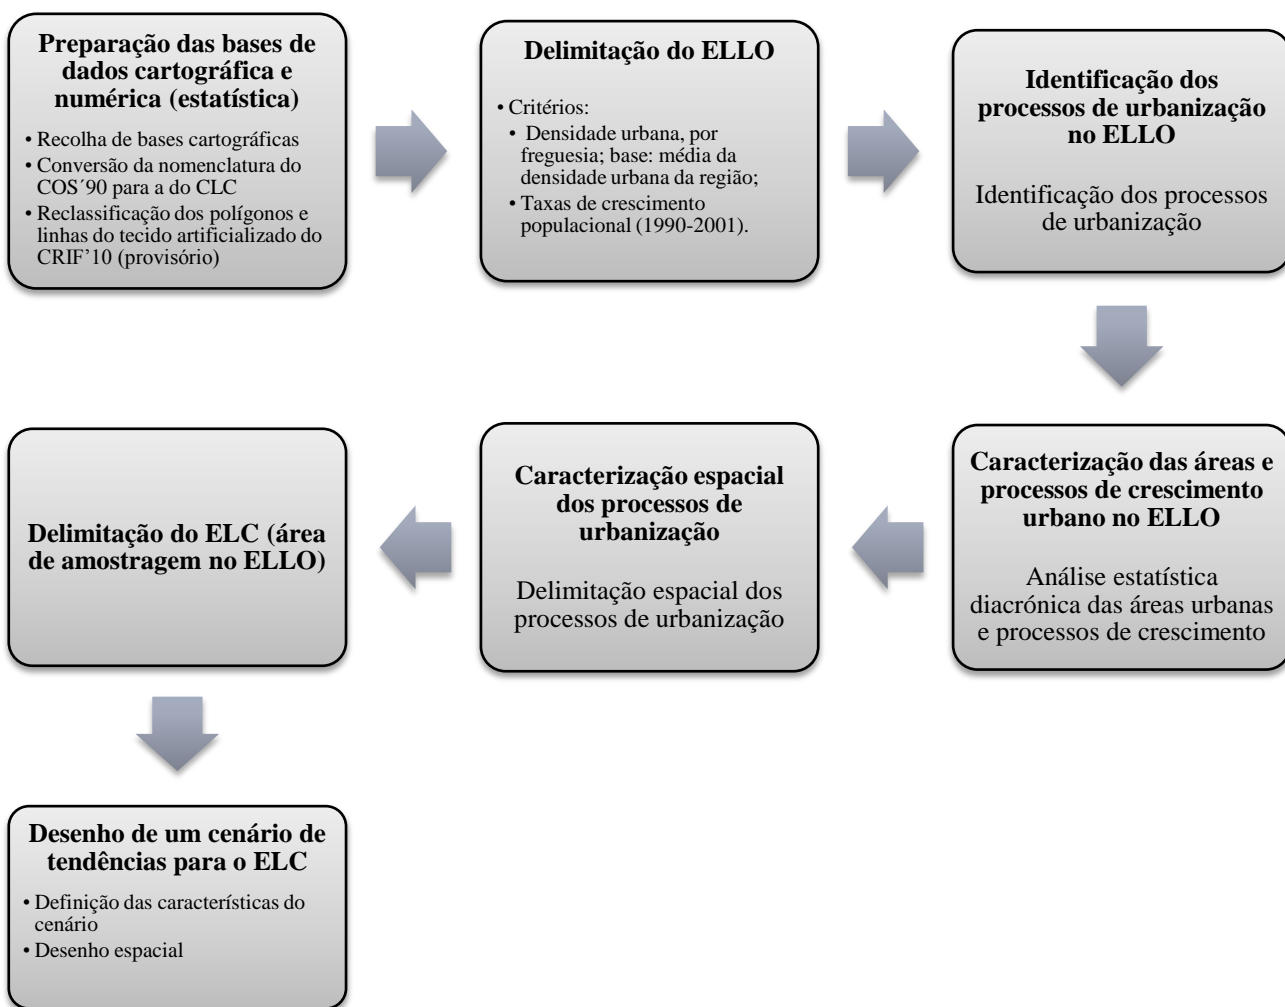 Preparação das bases de
dados cartográfica e
numérica (estatística)
• Recolha de bases cartográficas
• Conversão da nomenclatura do
COS´90 para a do CLC
• Reclassificação dos polígonos e
linhas do tecido artificializado do
CRIF’10 (provisório)
Delimitação do ELLO
• Critérios:
• Densidade urbana, por
freguesia; base: média da
densidade urbana da região;
• Taxas de crescimento
populacional (1990-2001).
Identificação dos
processos de urbanização
no ELLO
Identificação dos processos
de urbanização
Caracterização das áreas e
processos de crescimento
urbano no ELLO
Análise estatística
diacrónica das áreas urbanas
e processos de crescimento
Caracterização espacial
dos processos de
urbanização
Delimitação espacial dos
processos de urbanização
Delimitação do ELC (área
de amostragem no ELLO)
Desenho de um cenário de
tendências para o ELC
• Definição das características do
cenário
• Desenho espacial